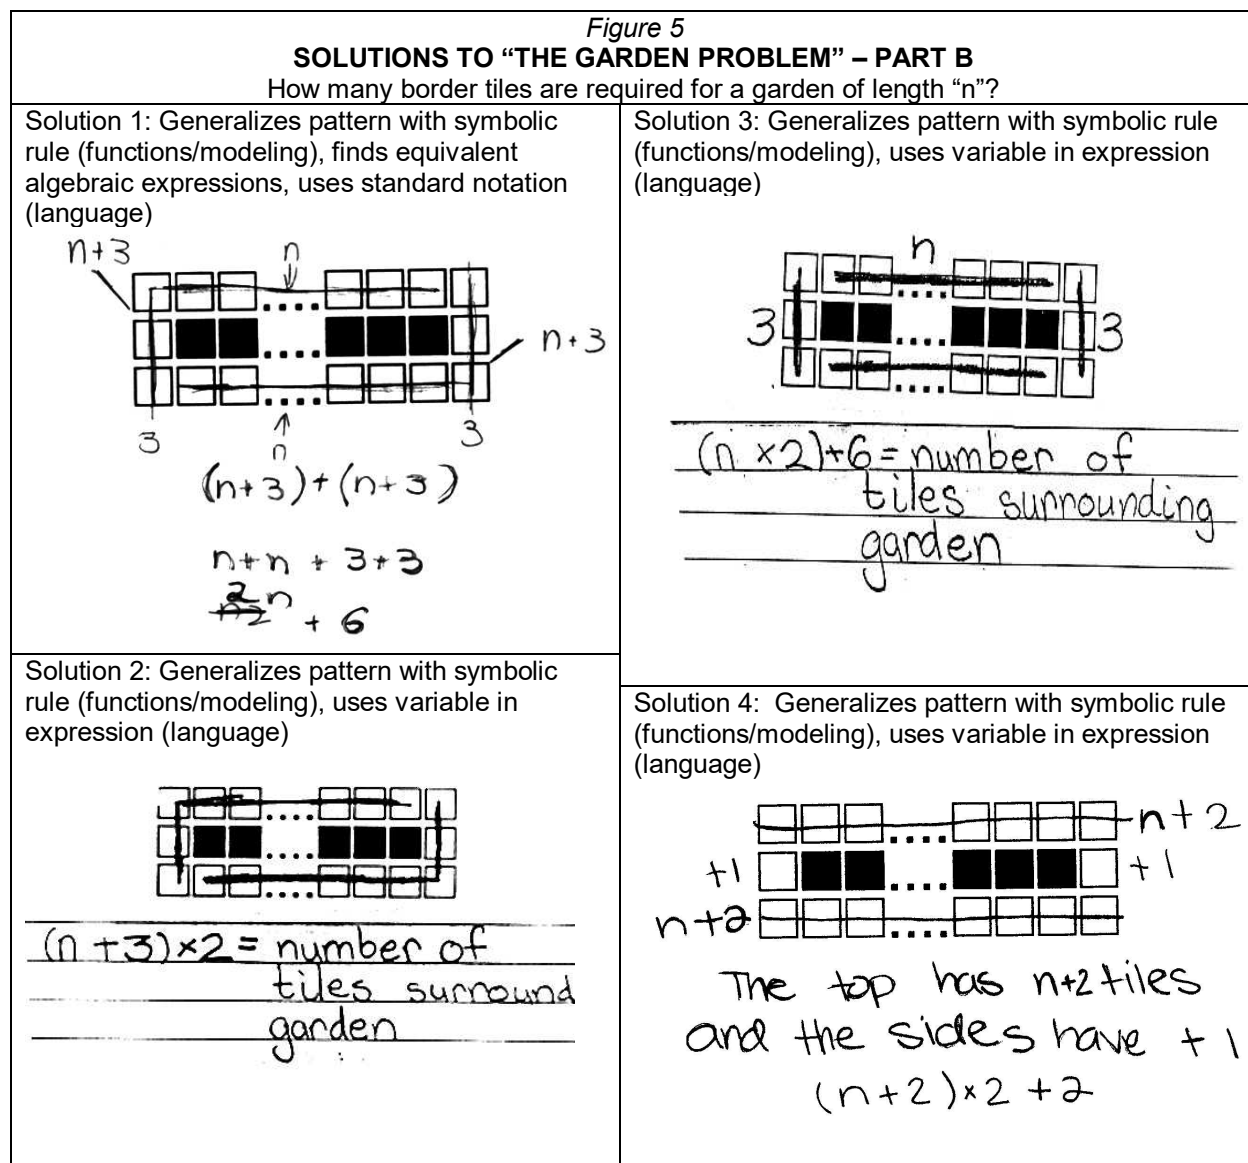 Figure 5
SOLUTIONS TO “THE GARDEN PROBLEM” – PART B
How many border tiles are required for a garden of length “n”?
Solution 1: Generalizes pattern with symbolic
rule (functions/modeling), finds equivalent
algebraic expressions, uses standard notation
(language)
n+3
n
n+3
3
n
3
(n+3)+(n+3)
n+n + 3+3
2n + 6
Solution 2: Generalizes pattern with symbolic
rule (functions/modeling), uses variable in
expression (language)
(n+3)×2= number of
tiles surround
garden
Solution 3: Generalizes pattern with symbolic rule
(functions/modeling), uses variable in expression
(language)
n
3
3
(n ×2)+6= number of
tiles surrounding
garden
Solution 4: Generalizes pattern with symbolic rule
(functions/modeling), uses variable in expression
(language)
n+2
+1
+1
n+2
The top has n+2 tiles
and the sides have +1
(n+2)×2 +2